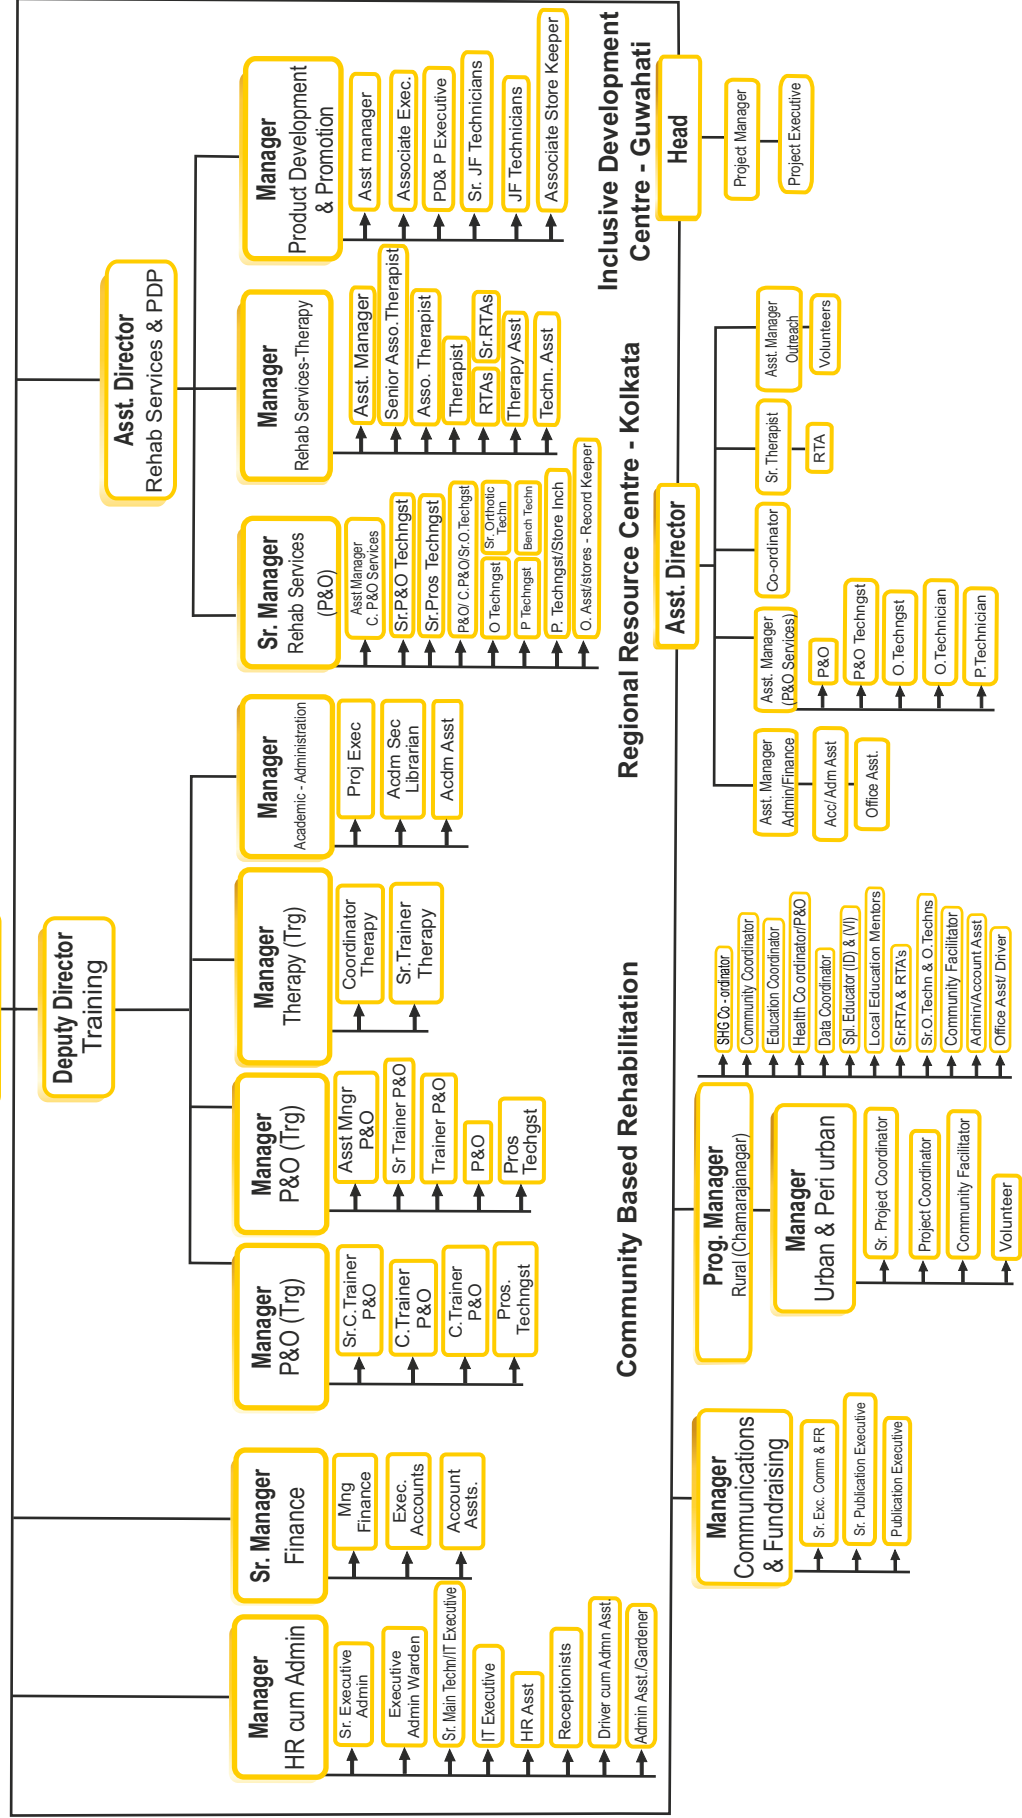 Deputy Director
Training
Asst. Director
Rehab Services & PDP
Manager
HR cum Admin
Sr. Executive
Admin
Executive
Admin Warden
Sr. Main Techn/IT Executive
IT Executive
HR Asst
Receptionists
Driver cum Admn Asst.
Admin Asst./Gardener
Sr. Manager
Finance
Mng
Finance
Exec.
Accounts
Account
Assts.
Manager
P&O (Trg)
Sr.C.Trainer
P&O
C.Trainer
P&O
C.Trainer
P&O
Pros.
Techngst
Manager
P&O (Trg)
Asst Mngr
P&O
Sr Trainer P&O
Trainer P&O
P&O
Pros
Techgst
Manager
Therapy (Trg)
Coordinator
Therapy
Sr.Trainer
Therapy
Manager
Academic - Administration
Proj Exec
Acdm Sec
Librarian
Acdm Asst
Sr. Manager
Rehab Services
(P&O)
Asst Manager
C. P&O Services
Sr.P&O Techngst
Sr.Pros Techngst
P&O/ C.P&O/Sr.O.Techgst
O Techngst
Sr. Orthotic
Techn
P Techngst
Bench Techn
P. Techngst/Store Inch
O. Asst/stores - Record Keeper
Manager
Rehab Services-Therapy
Asst. Manager
Senior Asso. Therapist
Asso. Therapist
Therapist
RTAs
Sr.RTAs
Therapy Asst
Techn. Asst
Manager
Product Development
& Promotion
Asst manager
Associate Exec.
PD& P Executive
Sr. JF Technicians
JF Technicians
Associate Store Keeper
Community Based Rehabilitation
Regional Resource Centre - Kolkata
Inclusive Development
Centre - Guwahati
Manager
Communications
& Fundraising
Sr. Exc. Comm & FR
Sr. Publication Executive
Publication Executive
Prog. Manager
Rural (Chamarajanagar)
SHG Co - ordinator
Community Coordinator
Education Coordinator
Health Co ordinator/P&O
Data Coordinator
Spl. Educator (ID) & (VI)
Local Education Mentors
Sr.RTA & RTA's
Sr.O.Techn & O.Techns
Community Facilitator
Admin/Account Asst
Office Asst/ Driver
Manager
Urban & Peri urban
Sr. Project Coordinator
Project Coordinator
Community Facilitator
Volunteer
Asst. Director
Asst. Manager
Admin/Finance
Acc/ Adm Asst
Office Asst.
Asst. Manager
(P&O Services)
P&O
P&O Techngst
O.Techngst
O.Technician
P.Technician
Co-ordinator
Sr. Therapist
RTA
Asst. Manager
Outreach
Volunteers
Head
Project Manager
Project Executive